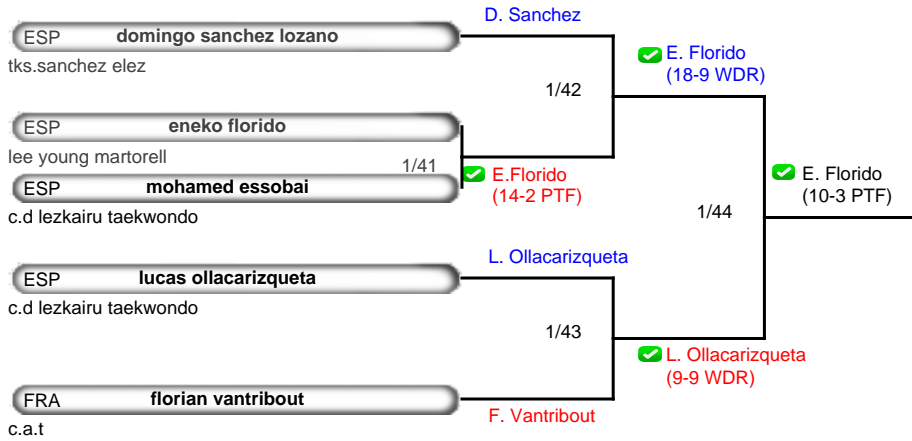 D. Sanchez
ESP domingo sanchez lozano
tks.sanchez elez
E. Florido
(18-9 WDR)
1/42
ESP eneko florido
lee young martorell
1/41
E.Florido
(14-2 PTF)
ESP mohamed essobai
c.d lezkairu taekwondo
E. Florido
(10-3 PTF)
1/44
L. Ollacarizqueta
ESP lucas ollacarizqueta
c.d lezkairu taekwondo
1/43
L. Ollacarizqueta
(9-9 WDR)
FRA florian vantribout
F. Vantribout
c.a.t